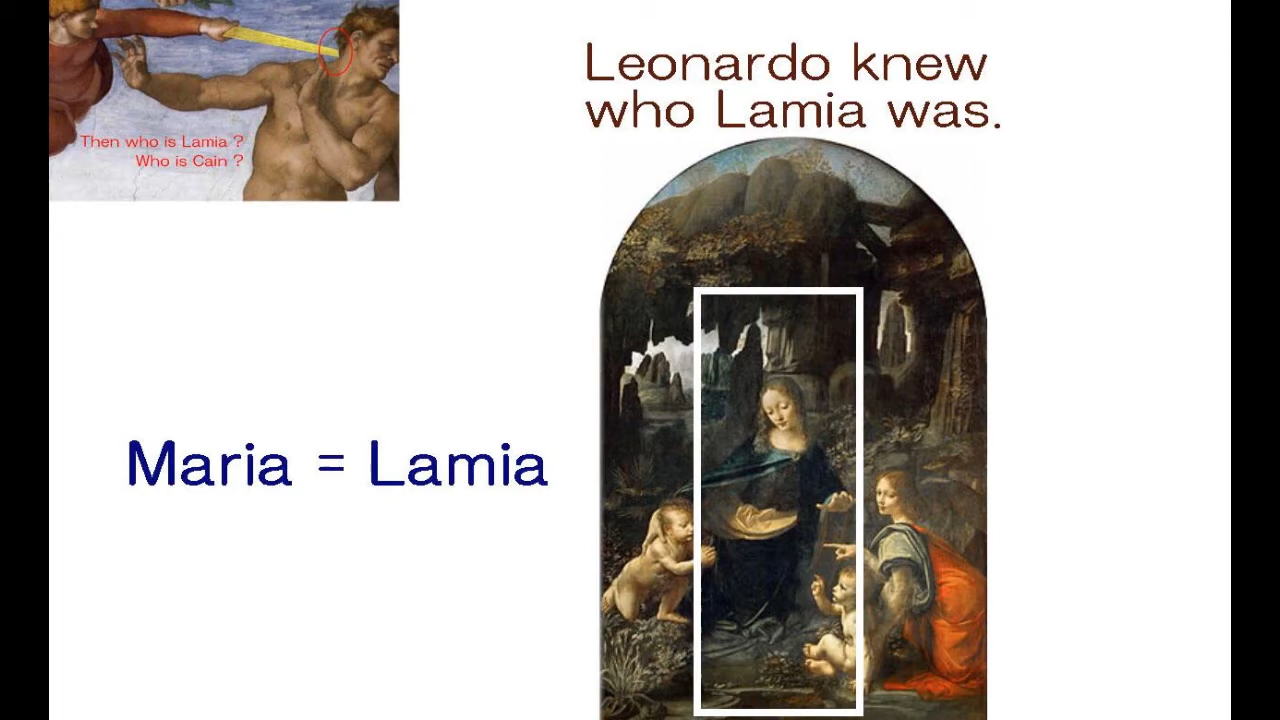 Leonardo knew
who Lamia was.
Then who is Lamia ?
Who is Cain ?
Maria = Lamia